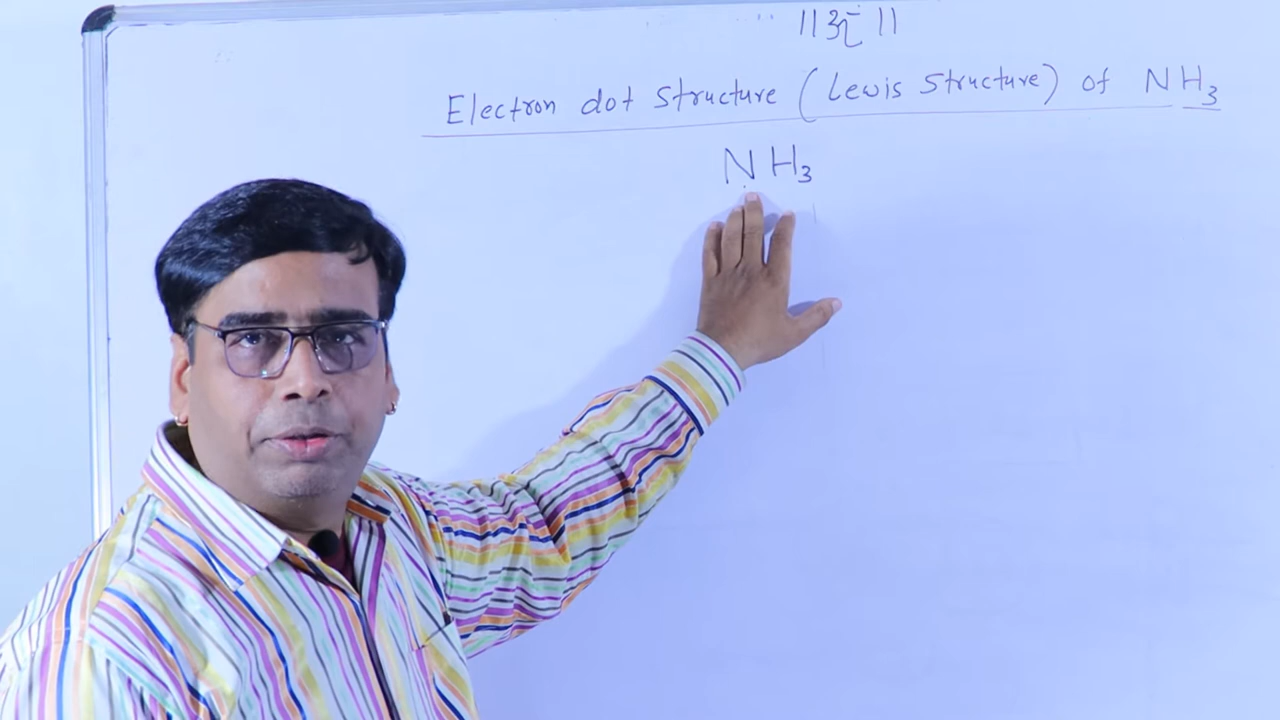 ॥ॐ॥
Electron dot structure (Lewis Structure) of NH₃
NH₃